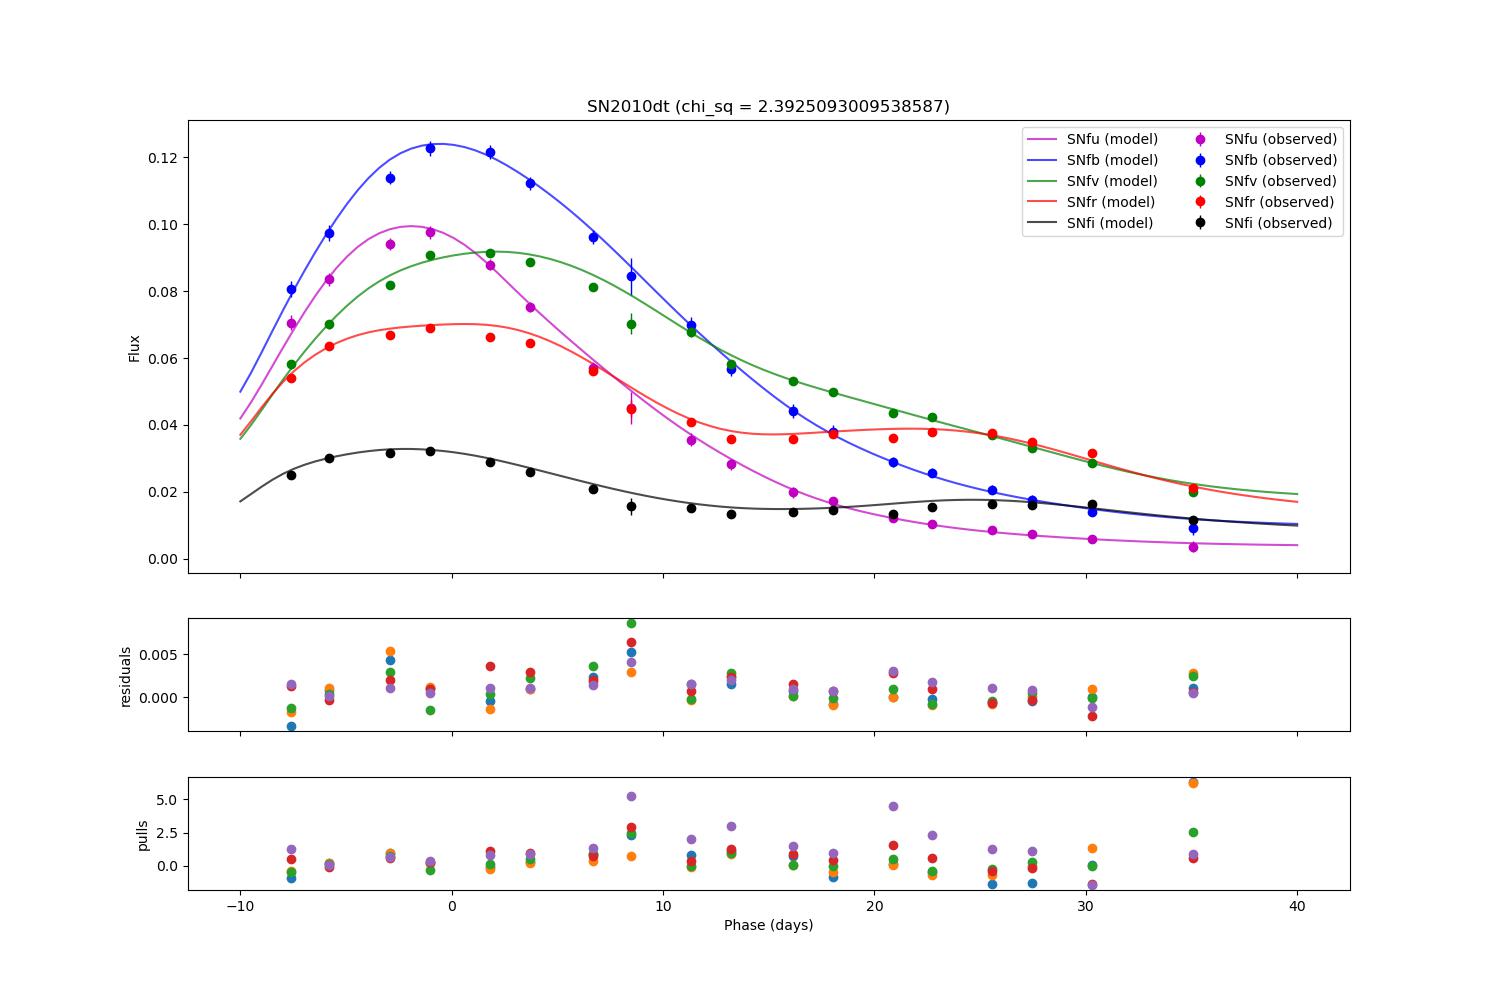 SN2010dt (chi_sq = 2.3925093009538587)
SNfu (model)
SNfb (model)
SNfv (model)
SNfr (model)
SNfi (model)
SNfu (observed)
SNfb (observed)
SNfv (observed)
SNfr (observed)
SNfi (observed)
Flux
0.12
0.10
0.08
0.06
0.04
0.02
0.00
residuals
0.005
0.000
pulls
5.0
2.5
0.0
−10 0 10 20 30 40
Phase (days)